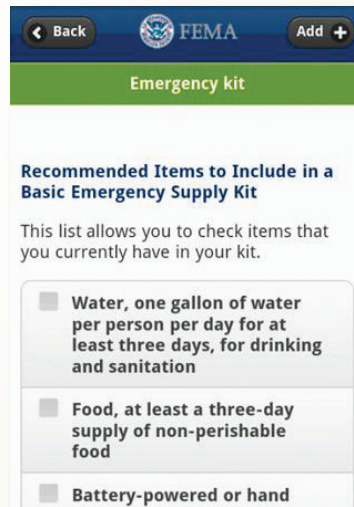 Back
FEMA
Add
Emergency kit
Recommended Items to Include in a
Basic Emergency Supply Kit
This list allows you to check items that
you currently have in your kit.
Water, one gallon of water
per person per day for at
least three days, for drinking
and sanitation
Food, at least a three-day
supply of non-perishable
food
Battery-powered or hand